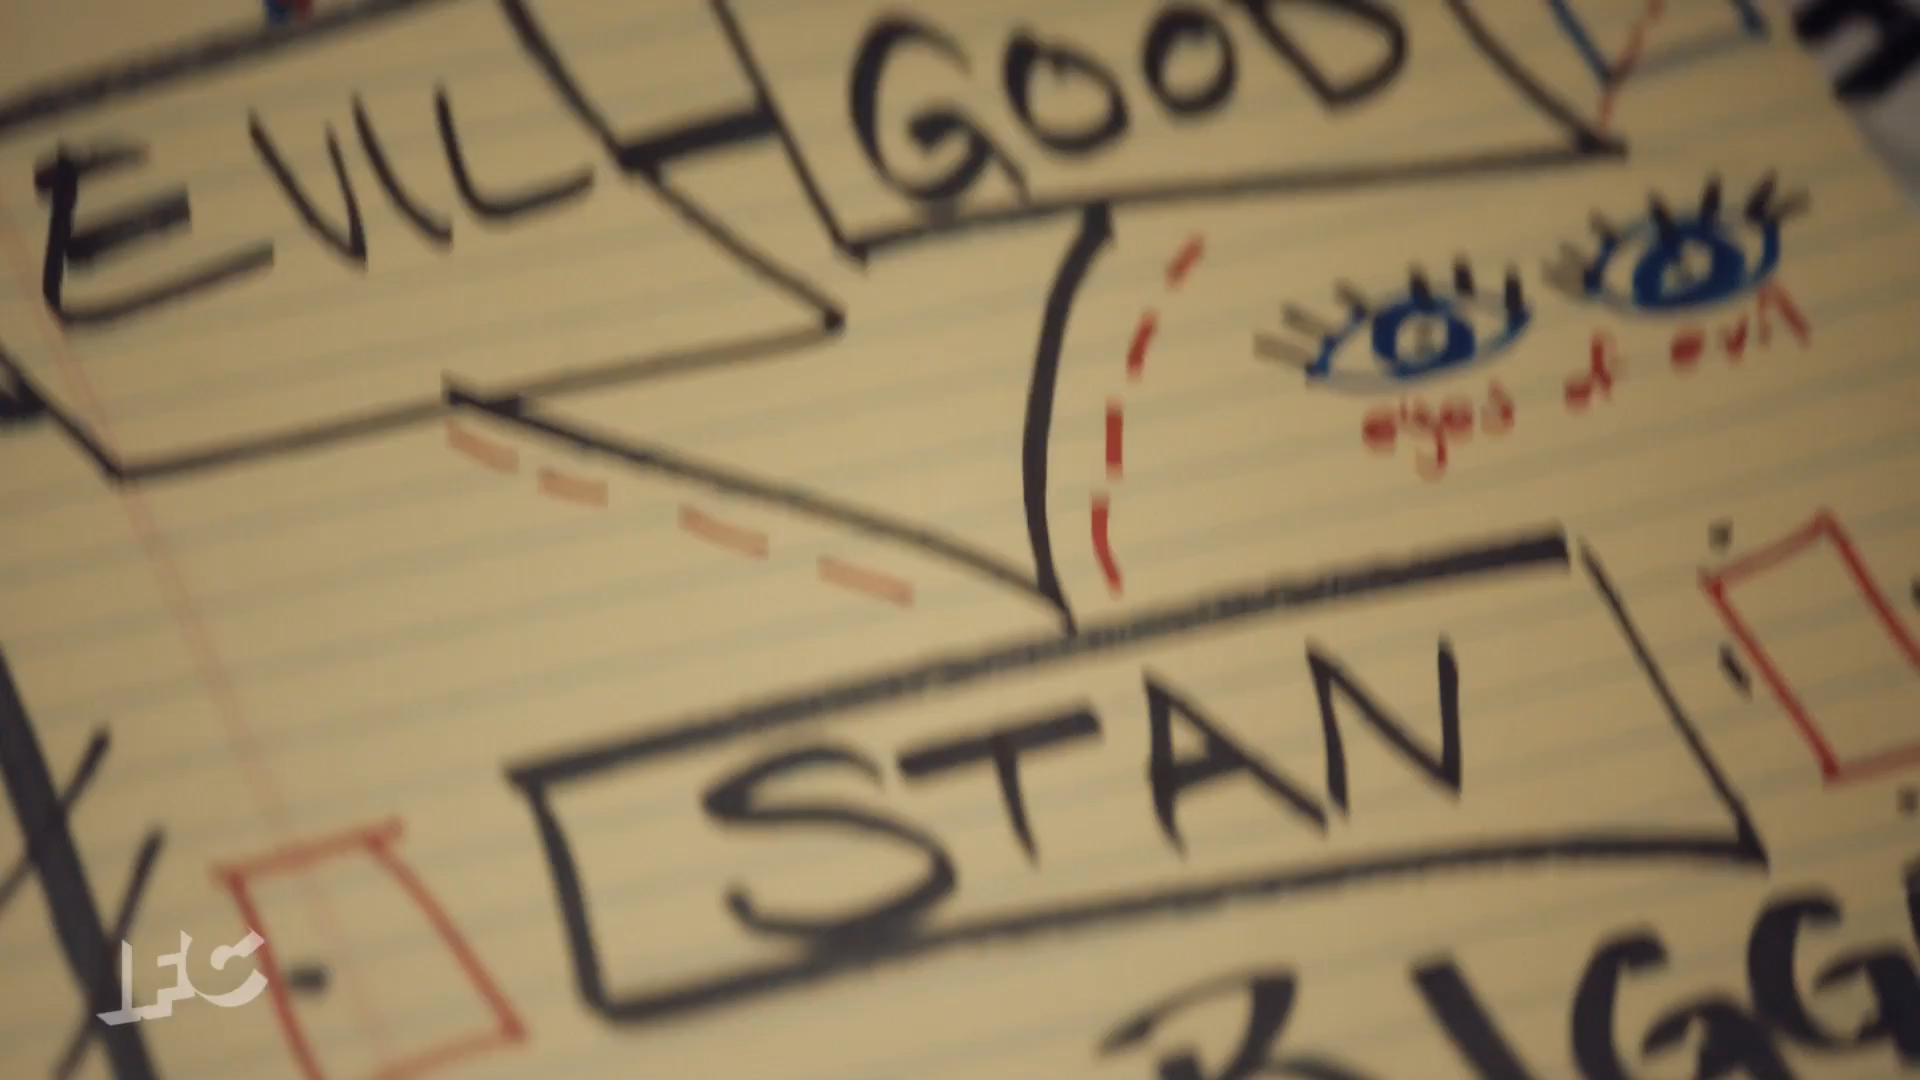 EVIL
GOOD
eyes of evil
STAN
IFC